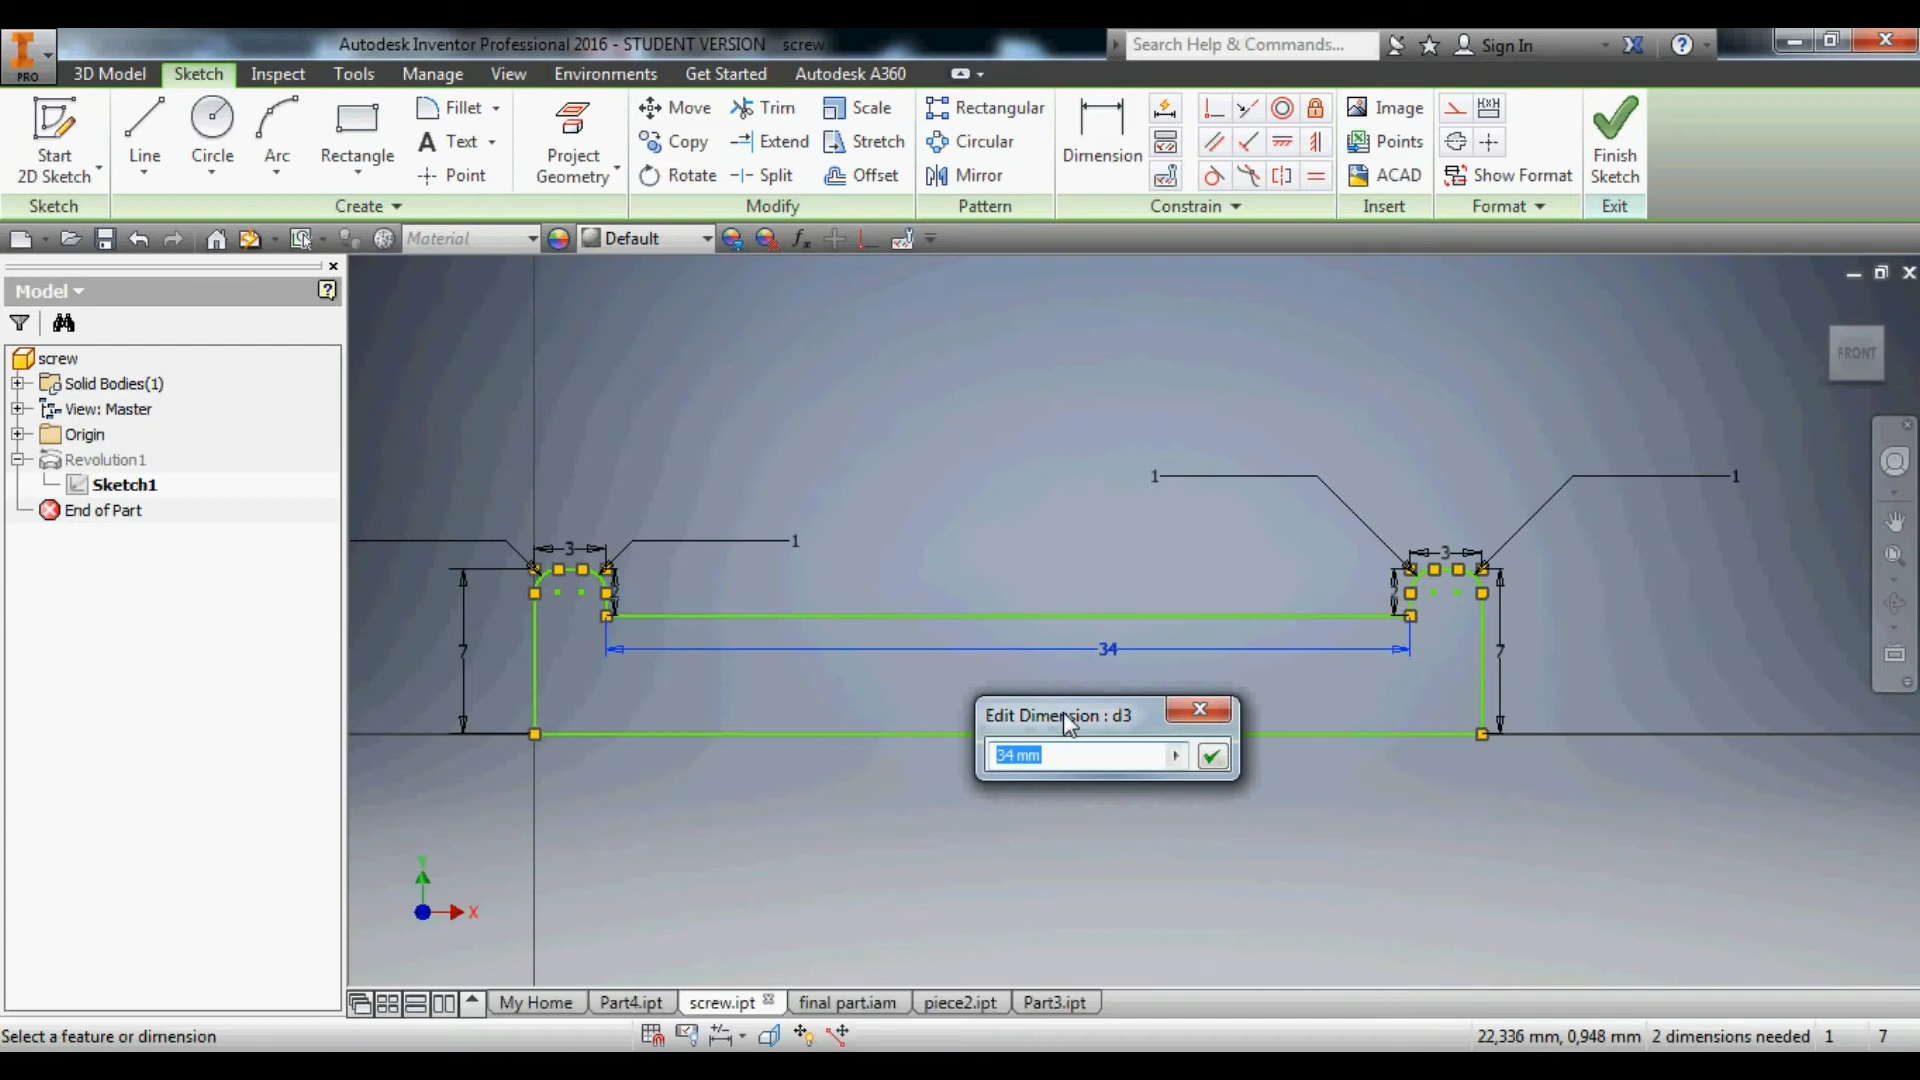 Autodesk Inventor Professional 2016 - STUDENT VERSION screw
Search Help & Commands...
Sign In
PRO
3D Model
Sketch
Inspect
Tools
Manage
View
Environments
Get Started
Autodesk A360
Start
2D Sketch
Line
Circle
Arc
Rectangle
Fillet
Text
Point
Project
Geometry
Move
Copy
Rotate
Trim
Extend
Split
Scale
Stretch
Offset
Rectangular
Circular
Mirror
Dimension
Image
Points
ACAD
Show Format
Finish
Sketch
Sketch
Create
Modify
Pattern
Constrain
Insert
Format
Exit
Material
Default
Model
screw
Solid Bodies(1)
View: Master
Origin
Revolution1
Sketch1
End of Part
FRONT
1
1
1
3
3
2
2
7
7
34
Edit Dimension : d3
34 mm
Y
X
My Home
Part4.ipt
screw.ipt
final part.iam
piece2.ipt
Part3.ipt
Select a feature or dimension
22,336 mm, 0,948 mm
2 dimensions needed
1
7